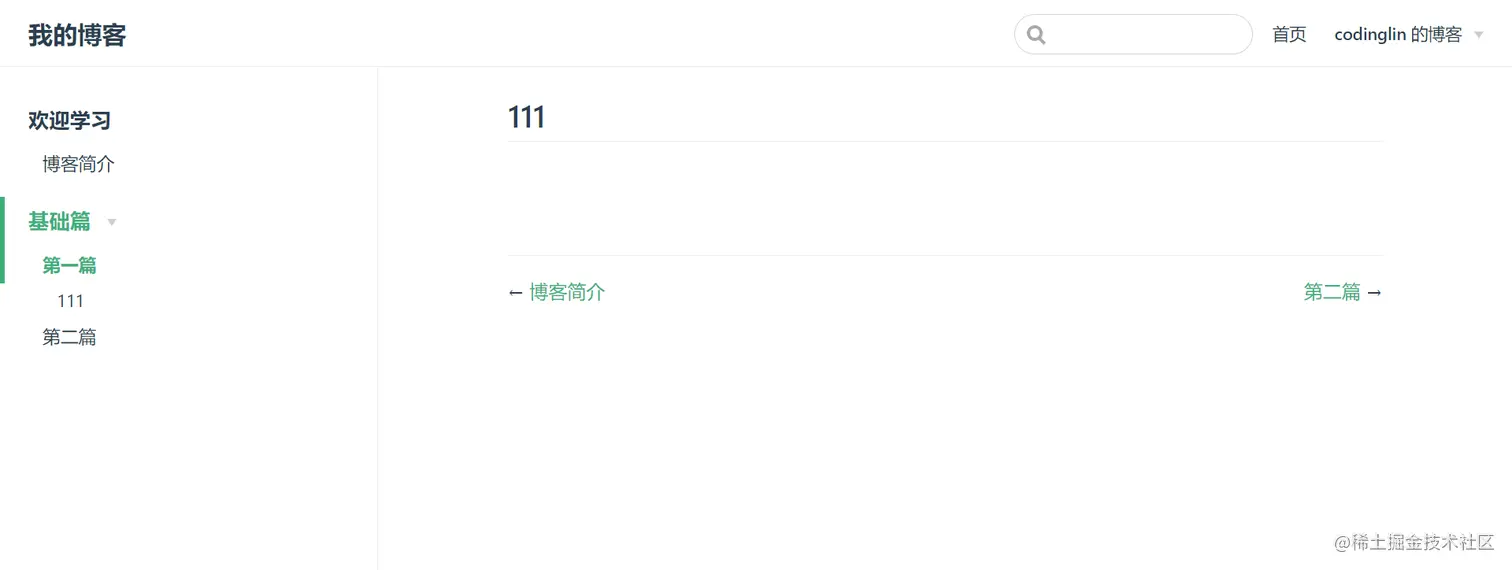 我的博客
首页
codinglin 的博客
欢迎学习
博客简介
基础篇
第一篇
111
第二篇
111
← 博客简介
第二篇 →
@稀土掘金技术社区